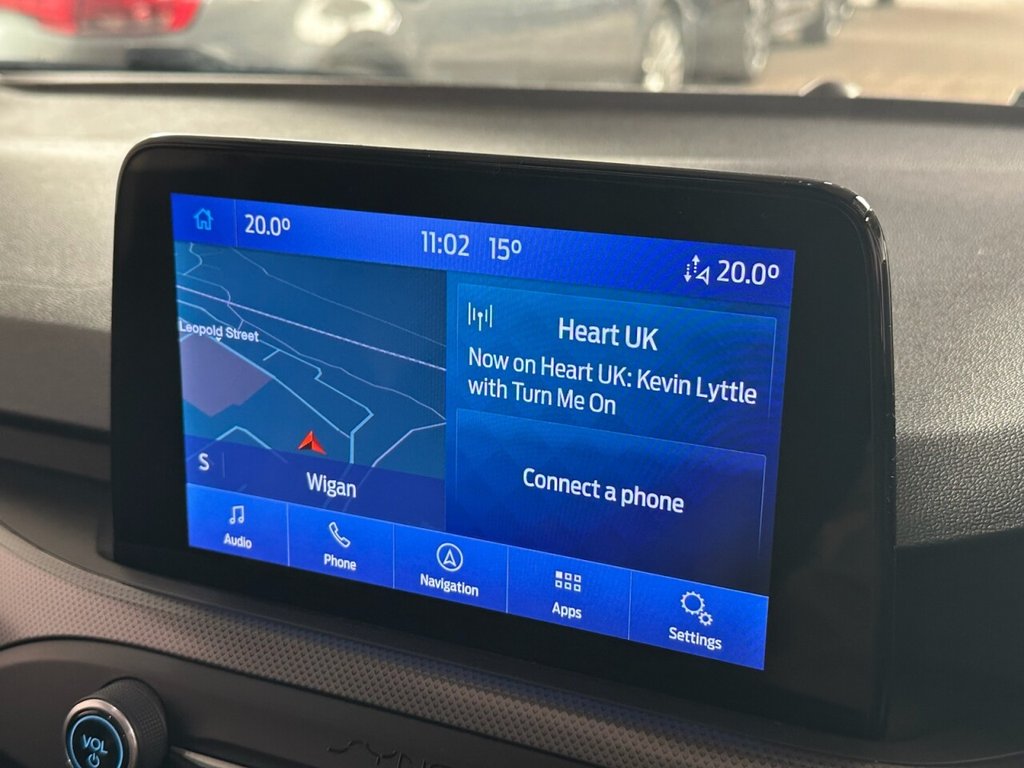 20.0°
11:02 15°
20.0°
Leopold Street
Heart UK
Now on Heart UK: Kevin Lyttle
with Turn Me On
S
Wigan
Connect a phone
Audio
Phone
Navigation
Apps
Settings
VOL